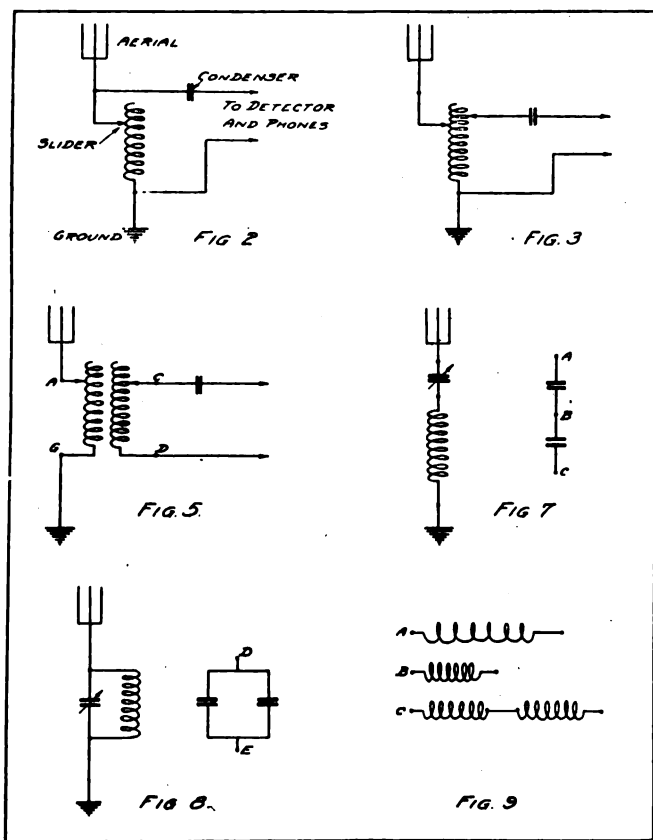 AERIAL
CONDENSER
TO DETECTOR
AND PHONES
SLIDER
GROUND
FIG 2
FIG. 3
A
G
C
D
FIG. 5.
A
B
C
FIG 7
D
E
FIG 8.
A
B
C
FIG. 9